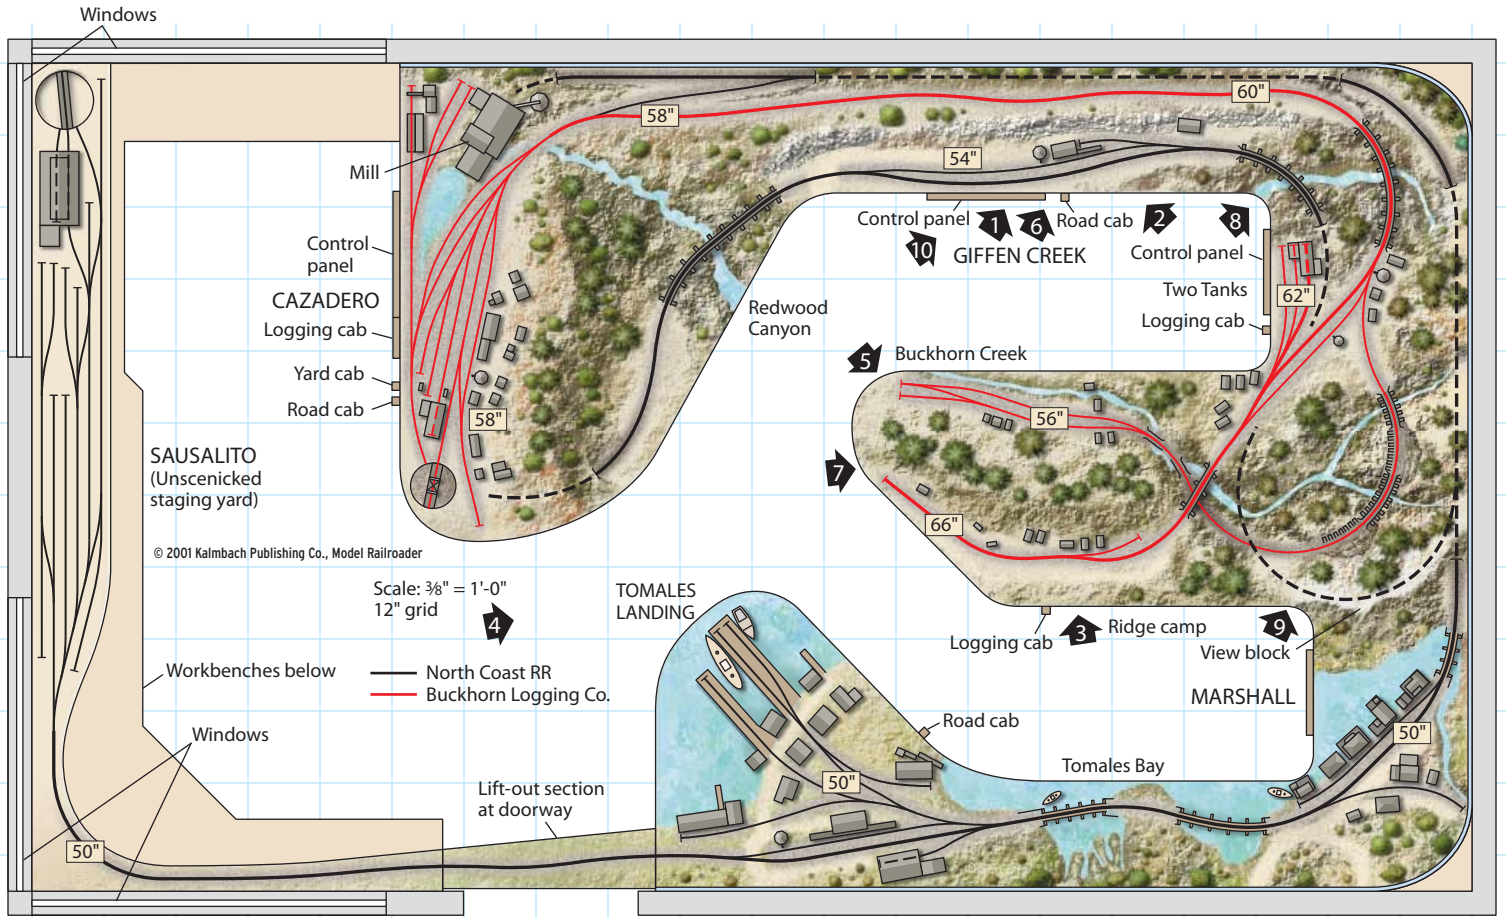 Windows
60"
58"
Mill
54"
Control panel
Road cab
1
6
2
8
10
GIFFEN CREEK
Control
panel
Control panel
CAZADERO
Two Tanks
62"
Logging cab
Redwood
Canyon
Logging cab
Yard cab
Road cab
5
Buckhorn Creek
58"
56"
SAUSALITO
(Unscenicked
staging yard)
7
66"
© 2001 Kalmbach Publishing Co., Model Railroader
Scale: 3/8" = 1'-0"
12" grid
4
TOMALES
LANDING
Logging cab
3
Ridge camp
9
View block
Workbenches below
North Coast RR
Buckhorn Logging Co.
MARSHALL
Road cab
50"
Windows
Tomales Bay
50"
Lift-out section
at doorway
50"